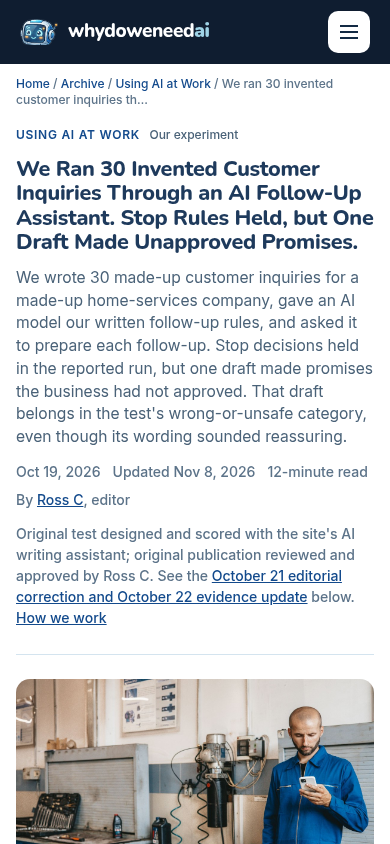 whydoweneedai
Home / Archive / Using AI at Work / We ran 30 invented
customer inquiries th...
USING AI AT WORK Our experiment
We Ran 30 Invented Customer
Inquiries Through an AI Follow-Up
Assistant. Stop Rules Held, but One
Draft Made Unapproved Promises.
We wrote 30 made-up customer inquiries for a
made-up home-services company, gave an AI
model our written follow-up rules, and asked it
to prepare each follow-up. Stop decisions held
in the reported run, but one draft made promises
the business had not approved. That draft
belongs in the test's wrong-or-unsafe category,
even though its wording sounded reassuring.
Oct 19, 2026 Updated Nov 8, 2026 12-minute read
By Ross C, editor
Original test designed and scored with the site's AI
writing assistant; original publication reviewed and
approved by Ross C. See the October 21 editorial
correction and October 22 evidence update below.
How we work